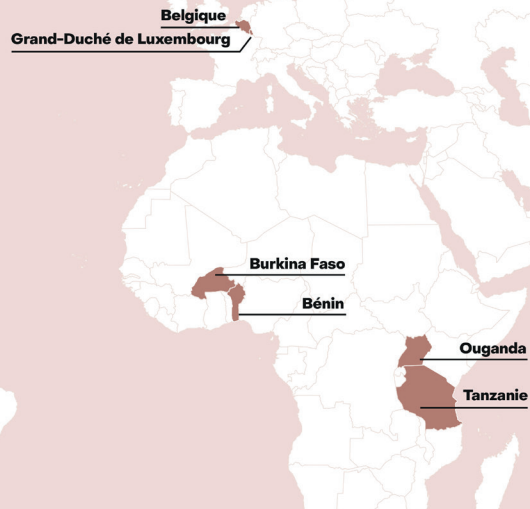 Belgique
Grand-Duché de Luxembourg
Burkina Faso
Bénin
Ouganda
Tanzanie